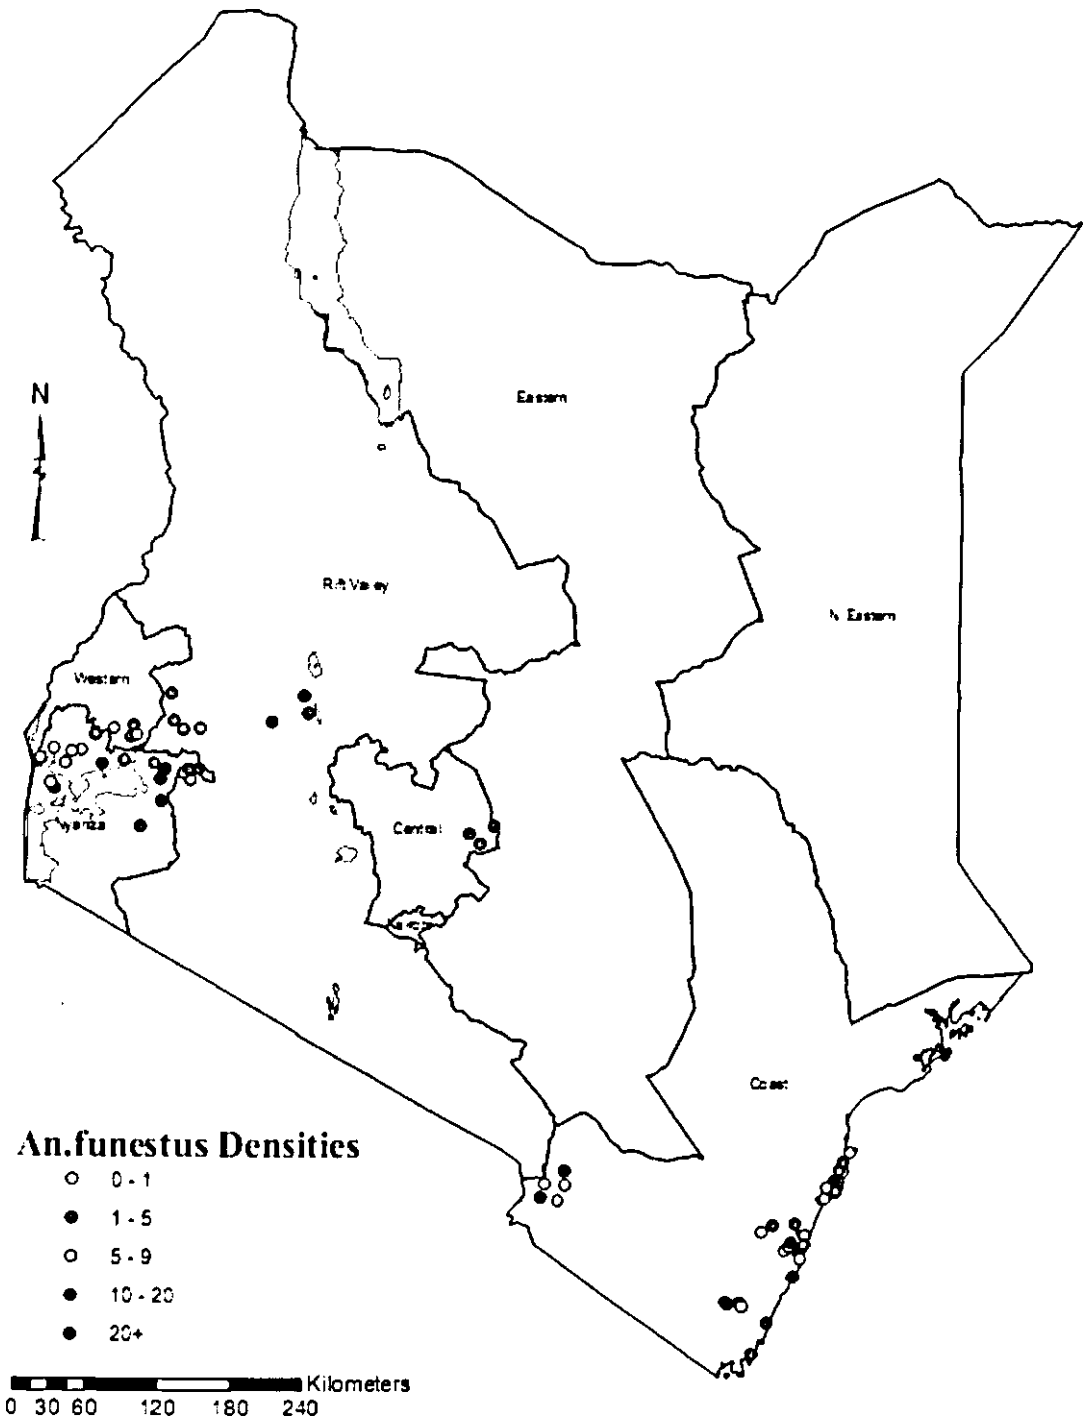 N
Eastern
Rift Valley
N. Eastern
Western
Nyanza
Central
Coast
An.funestus Densities
0 - 1
1 - 5
5 - 9
10 - 20
20+
Kilometers
0 30 60 120 180 240